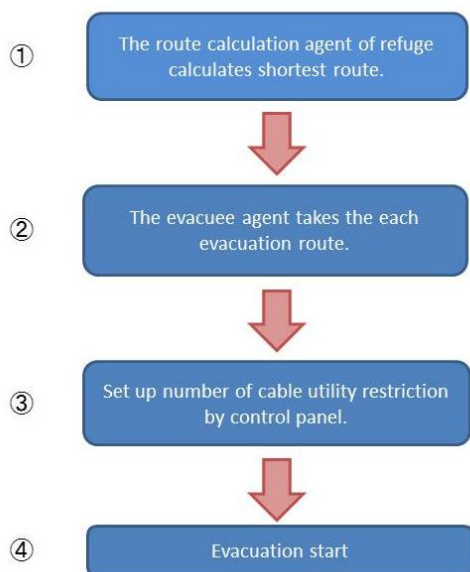 ①
The route calculation agent of refuge
calculates shortest route.
②
The evacuee agent takes the each
evacuation route.
③
Set up number of cable utility restriction
by control panel.
④
Evacuation start